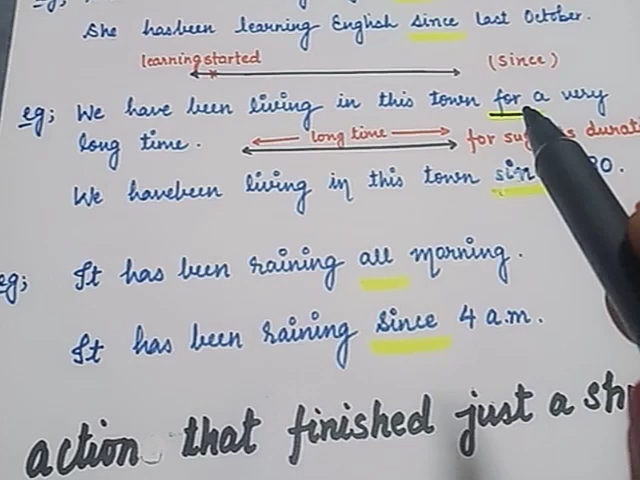 eg;
She hasbeen learning English since last October.
learning started (since)
eg; We have been living in this town for a very
long time. long time for
We havebeen living in this town
eg; It has been raining all morning.
It has been raining since 4 a.m.
action that finished just a